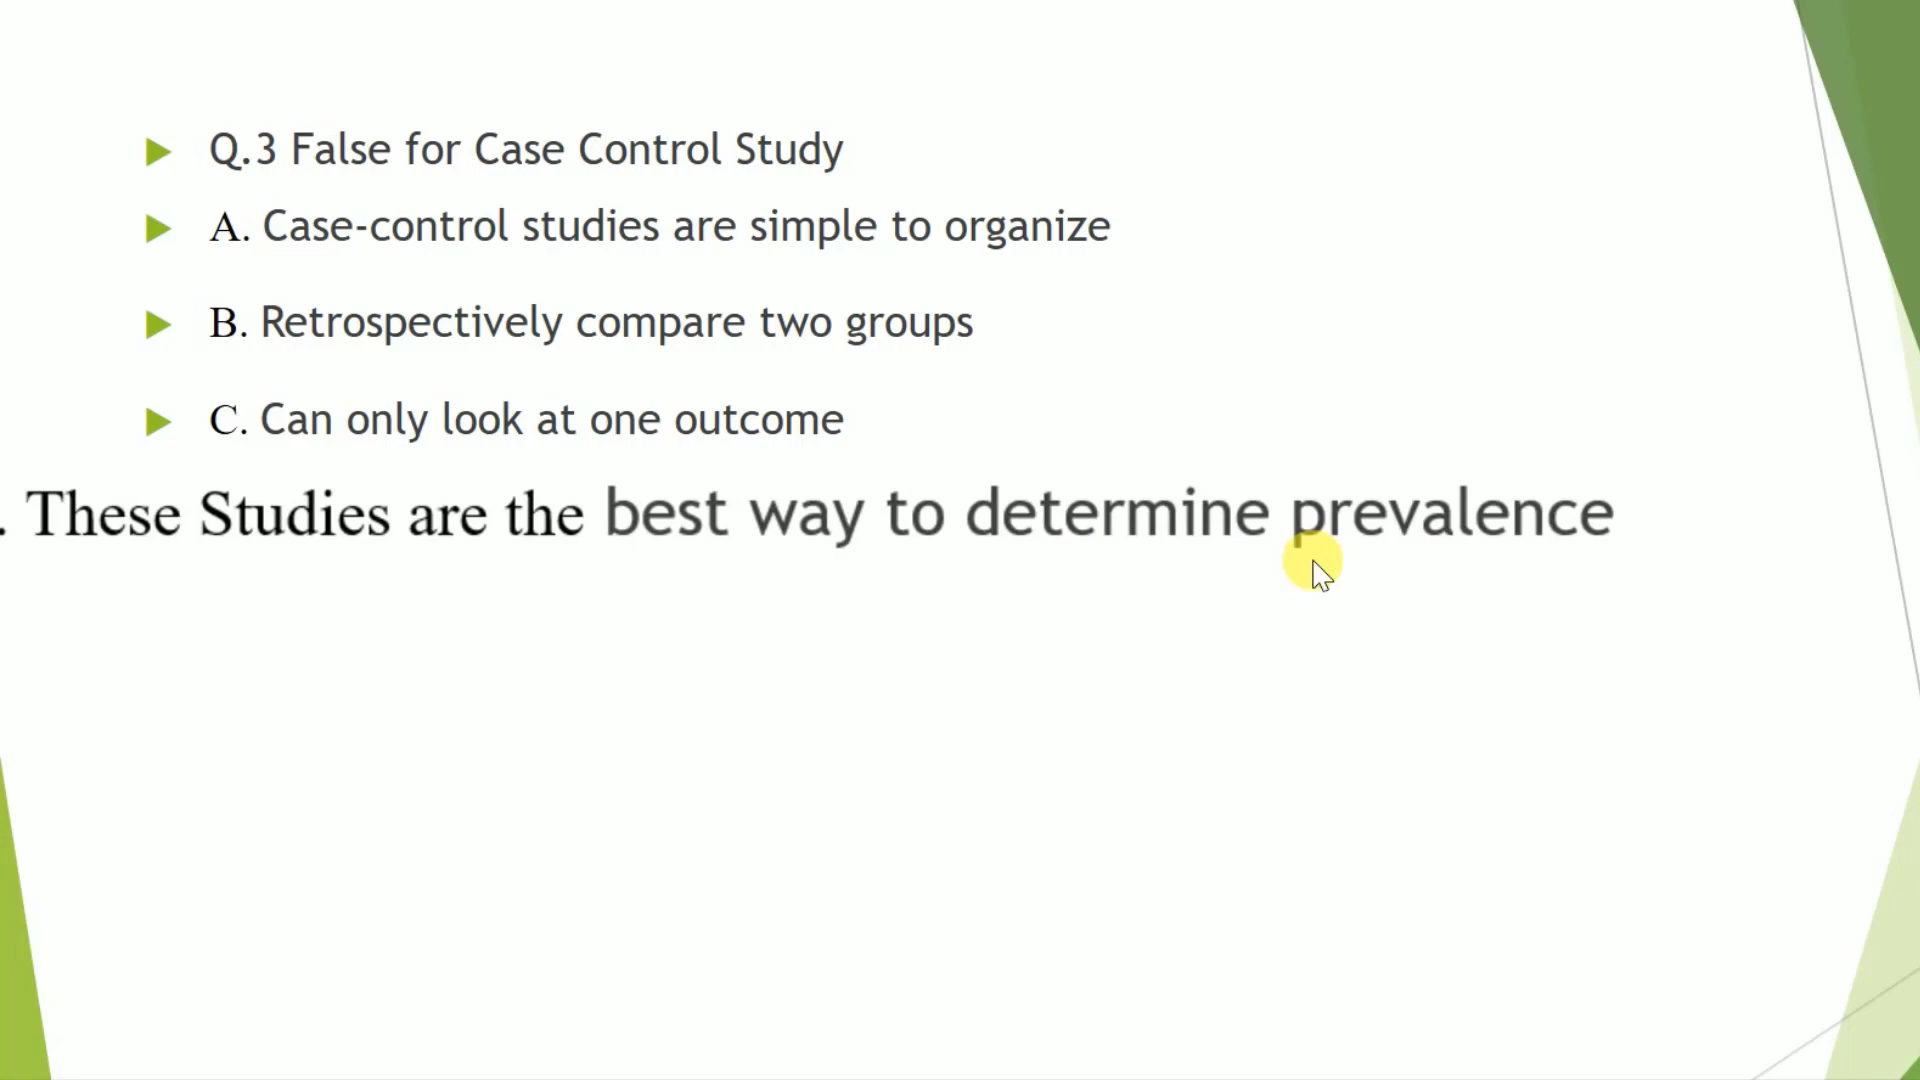 Q.3 False for Case Control Study
A. Case-control studies are simple to organize
B. Retrospectively compare two groups
C. Can only look at one outcome
. These Studies are the best way to determine prevalence